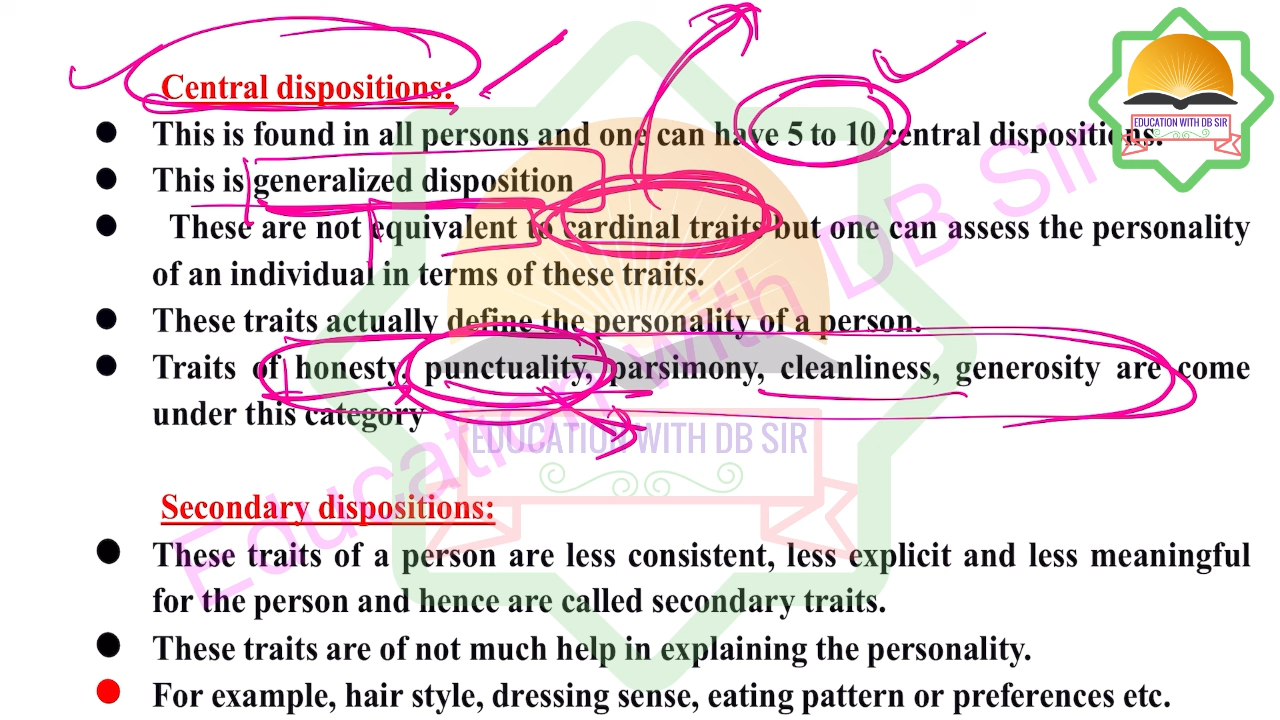 Central dispositions:
EDUCATION WITH DB SIR
This is found in all persons and one can have 5 to 10 central dispositions.
This is generalized disposition
These are not equivalent to cardinal traits but one can assess the personality
of an individual in terms of these traits.
These traits actually define the personality of a person.
Traits of honesty, punctuality, parsimony, cleanliness, generosity are come
under this category
EDUCATION WITH DB SIR
Education with DB Sir
Secondary dispositions:
These traits of a person are less consistent, less explicit and less meaningful
for the person and hence are called secondary traits.
These traits are of not much help in explaining the personality.
For example, hair style, dressing sense, eating pattern or preferences etc.